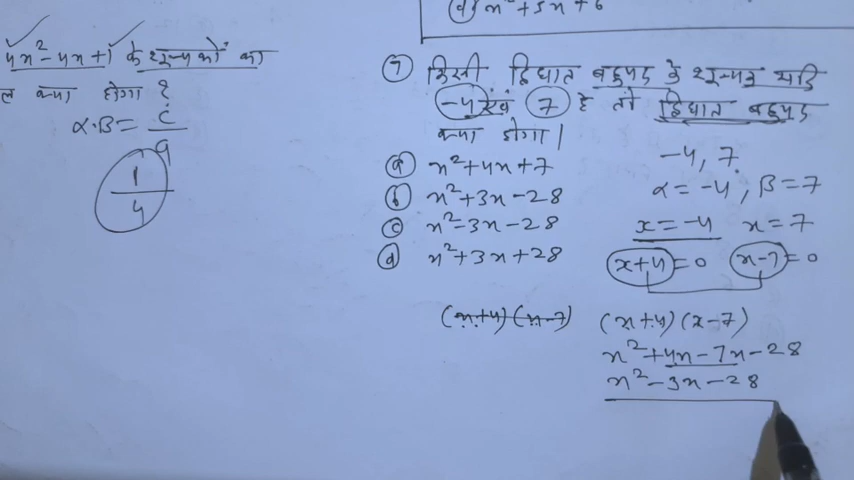 (d) x² + 3x + 6
4x² - 4x + 1 के शून्यकों का
ल क्या होगा ?
α.β = c/a
1/4
(7) किसी द्विघात बहुपद के शून्यक यदि
-4 एवं 7 है तो द्विघात बहुपद
क्या होगा |
(a) x² + 4x + 7
(b) x² + 3x - 28
(c) x² - 3x - 28
(d) x² + 3x + 28
-4, 7
α = -4, β = 7
x = -4 x = 7
x + 4 = 0 x - 7 = 0
(x + 4) (x - 7)
(x + 4) (x - 7)
x² + 4x - 7x - 28
x² - 3x - 28